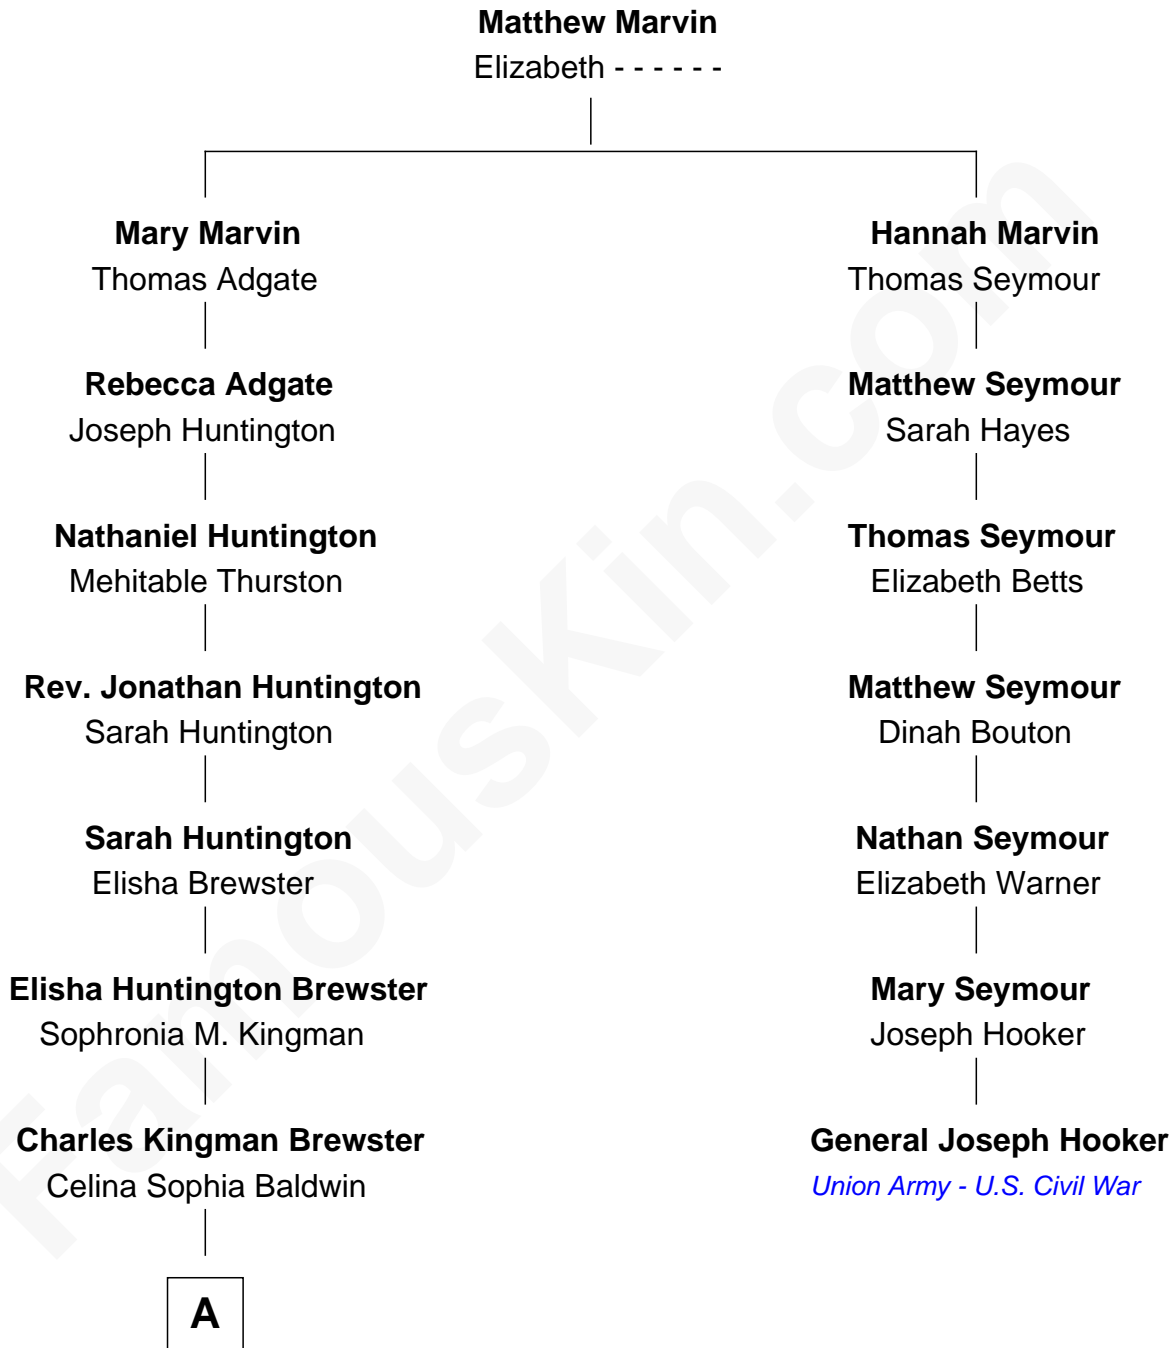 Matthew Marvin
Elizabeth - - - - - -
Mary Marvin
Thomas Adgate
Hannah Marvin
Thomas Seymour
Rebecca Adgate
Joseph Huntington
Matthew Seymour
Sarah Hayes
Nathaniel Huntington
Mehitable Thurston
Thomas Seymour
Elizabeth Betts
Rev. Jonathan Huntington
Sarah Huntington
Matthew Seymour
Dinah Bouton
Sarah Huntington
Elisha Brewster
Nathan Seymour
Elizabeth Warner
Elisha Huntington Brewster
Sophronia M. Kingman
Mary Seymour
Joseph Hooker
Charles Kingman Brewster
Celina Sophia Baldwin
General Joseph Hooker
Union Army - U.S. Civil War
A
FamousKin.com